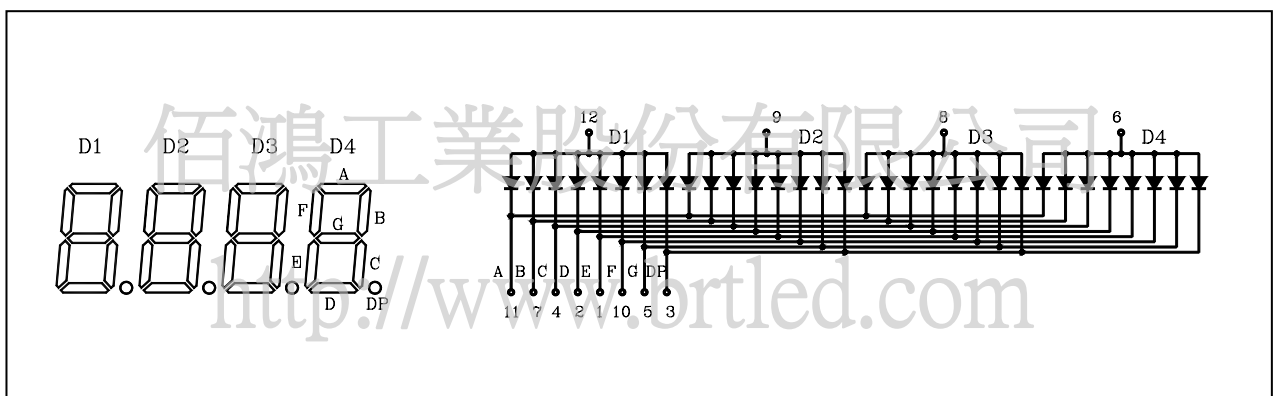 佰鴻工業股份有限公司
12 9 8 6
D1 D2 D3 D4
D1 D2 D3 D4
A
F B
G
E C
D DP
A B C D E F G DP
11 7 4 2 1 10 5 3
http://www.brtled.com